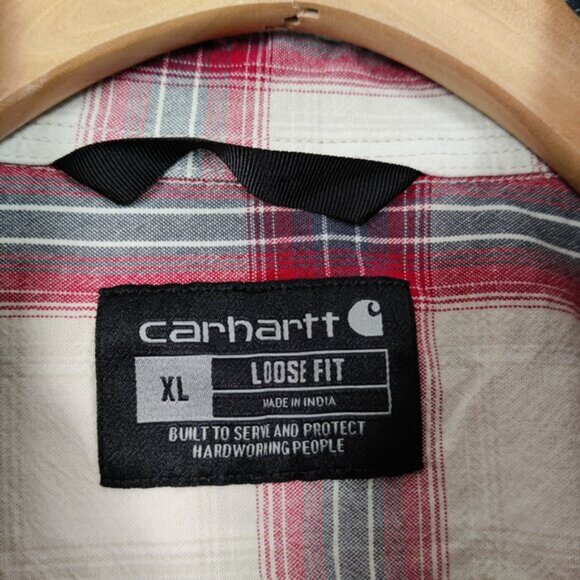 carhartt
XL
LOOSE FIT
MADE IN INDIA
BUILT TO SERVE AND PROTECT
HARDWORKING PEOPLE